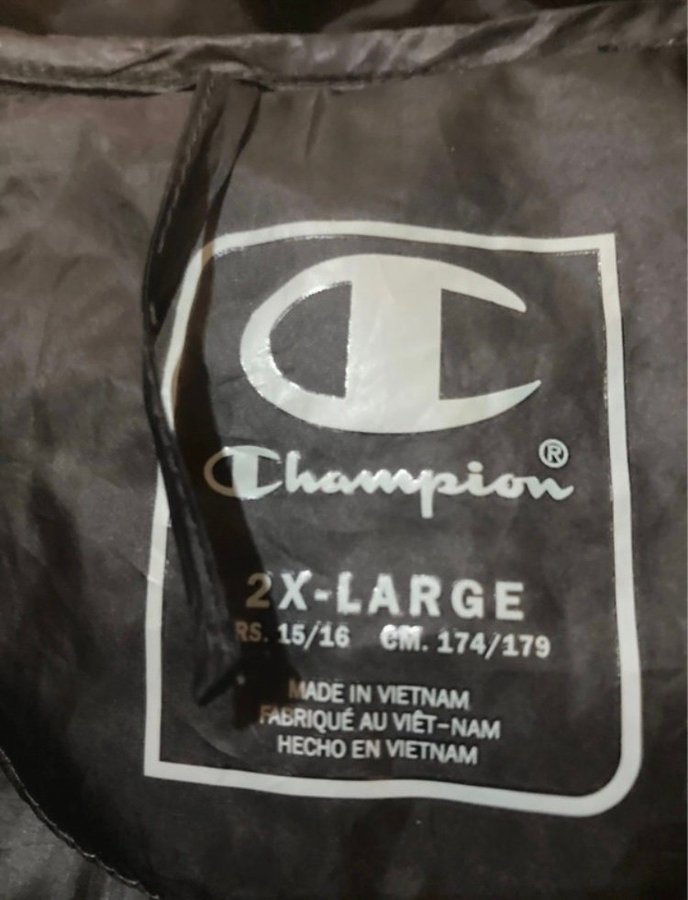 Champion®
2X-LARGE
RS. 15/16 CM. 174/179
MADE IN VIETNAM
FABRIQUÉ AU VIÊT-NAM
HECHO EN VIETNAM